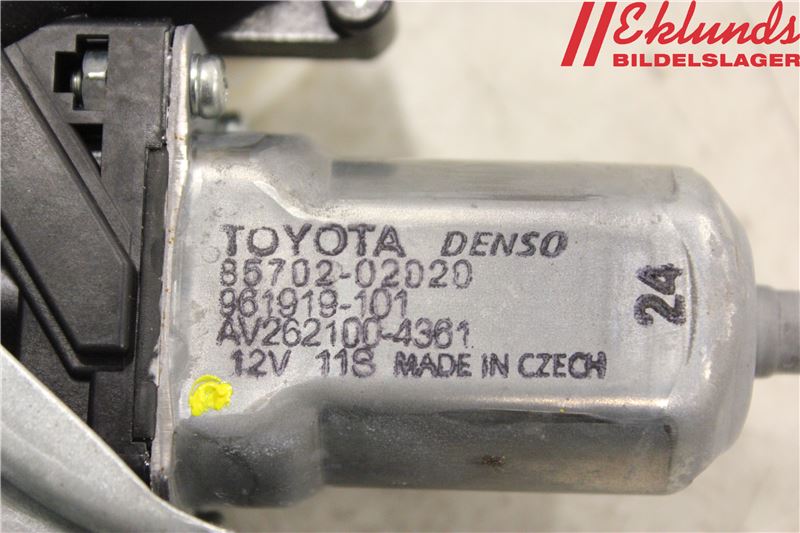 Eklunds
BILDELSLAGER
TOYOTA DENSO
85702-02020
961919-101
AV262100-4361
12V 11S MADE IN CZECH
24